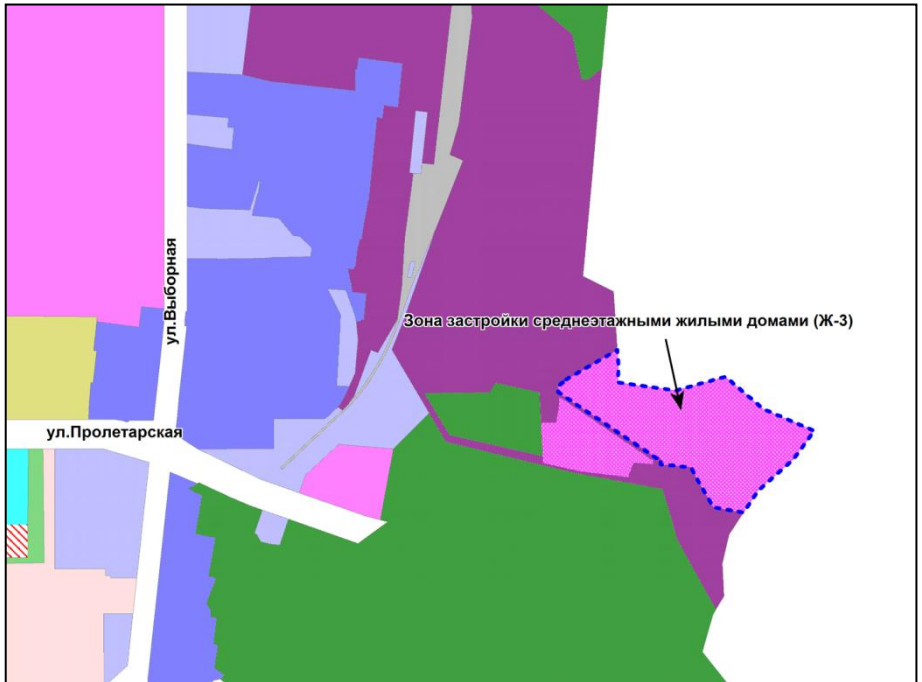 ул.Выборная
Зона застройки среднеэтажными жилыми домами (Ж-3)
ул.Пролетарская